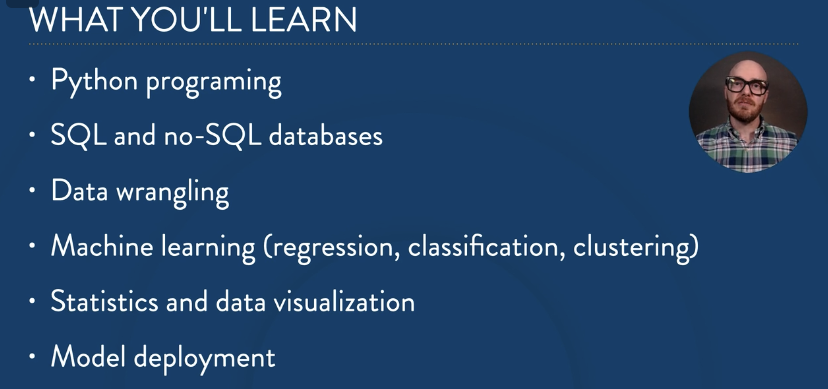 WHAT YOU'LL LEARN
• Python programing
• SQL and no-SQL databases
• Data wrangling
• Machine learning (regression, classification, clustering)
• Statistics and data visualization
• Model deployment